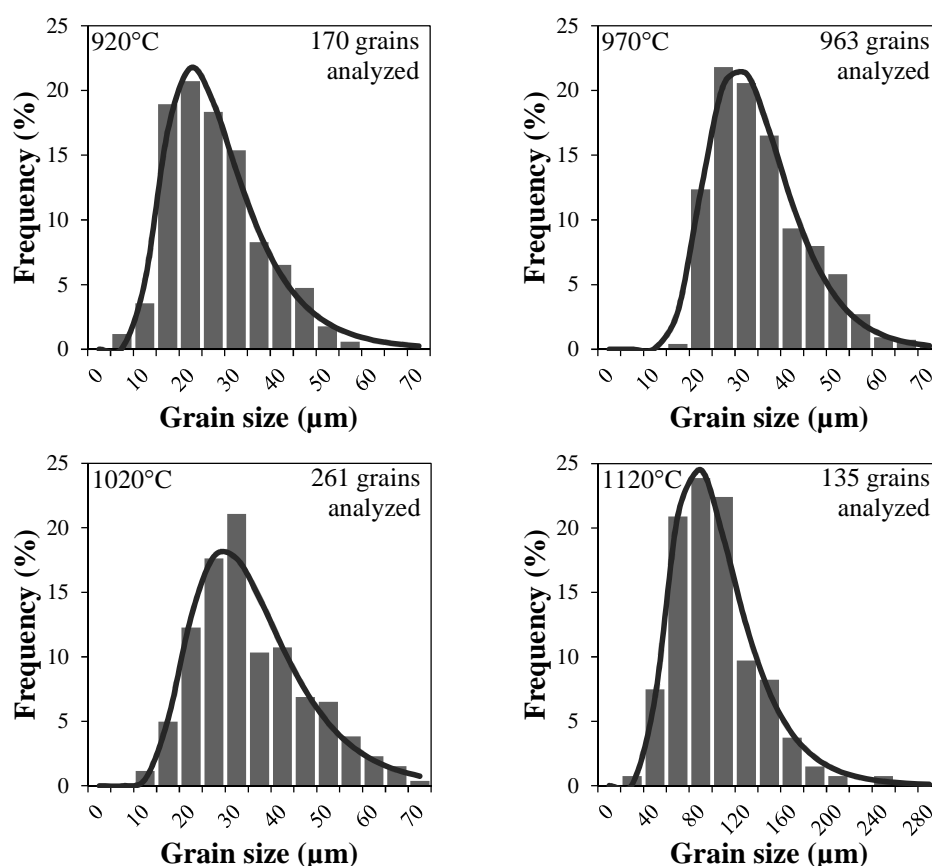 920°C
170 grains
analyzed
Frequency (%)
25
20
15
10
5
0
0 10 20 30 40 50 60 70
Grain size (µm)
970°C
963 grains
analyzed
Frequency (%)
25
20
15
10
5
0
0 10 20 30 40 50 60 70
Grain size (µm)
1020°C
261 grains
analyzed
Frequency (%)
25
20
15
10
5
0
0 10 20 30 40 50 60 70
Grain size (µm)
1120°C
135 grains
analyzed
Frequency (%)
25
20
15
10
5
0
0 40 80 120 160 200 240 280
Grain size (µm)